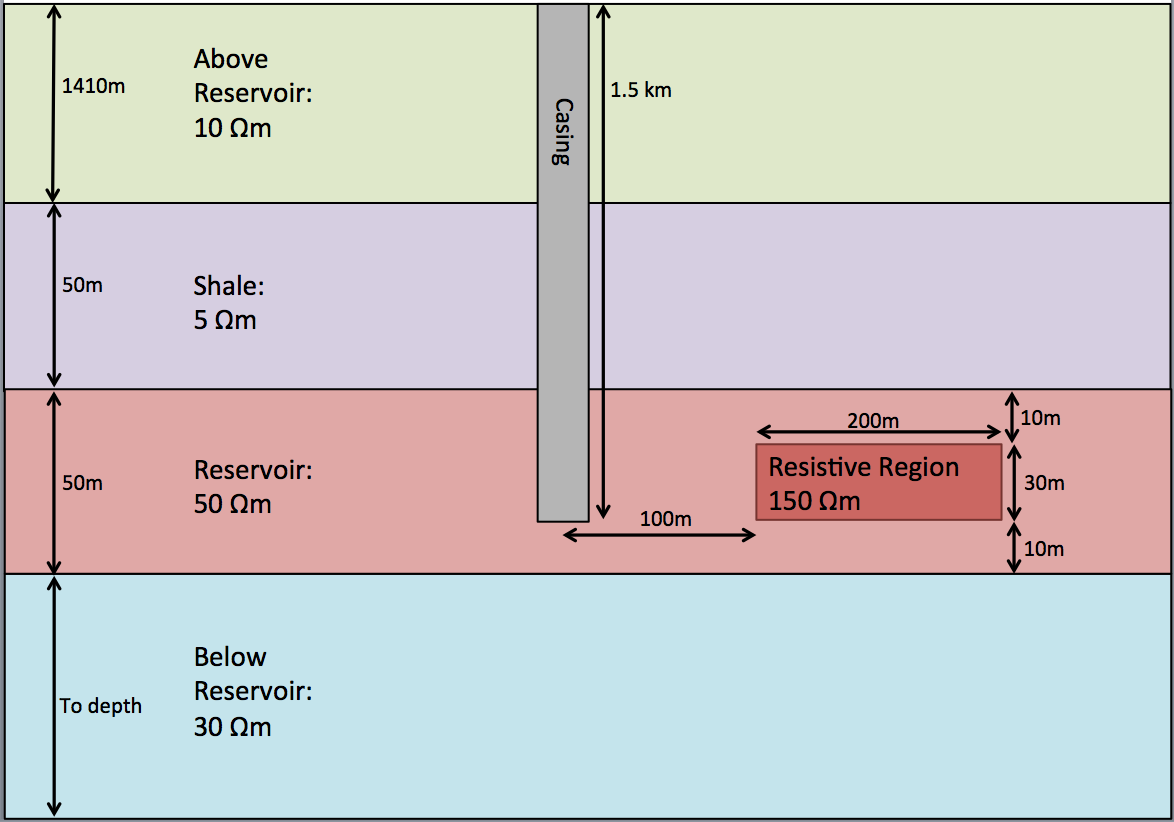 1410m
Above
Reservoir:
10 Ωm
Casing
1.5 km
50m
Shale:
5 Ωm
50m
Reservoir:
50 Ωm
200m
10m
Resistive Region
150 Ωm
30m
100m
10m
Below
Reservoir:
30 Ωm
To depth